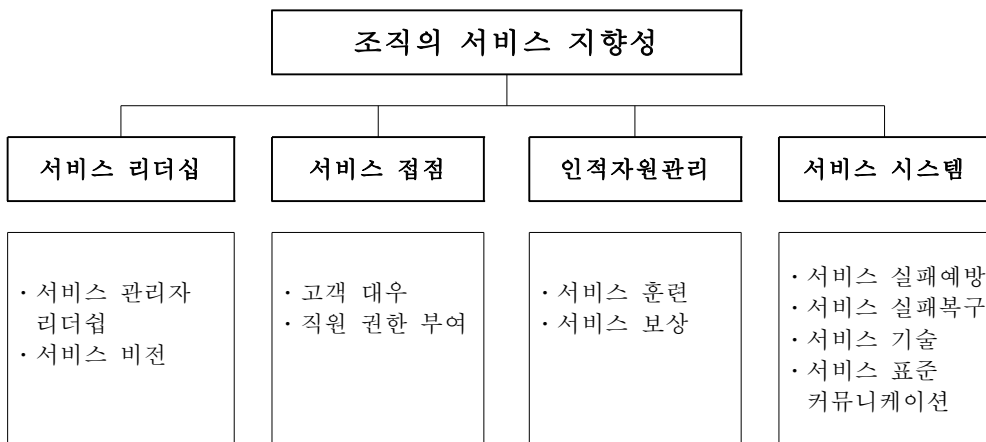 조직의 서비스 지향성
서비스 리더십
서비스 접점
인적자원관리
서비스 시스템
· 서비스 관리자
리더쉽
· 서비스 비전
· 고객 대우
· 직원 권한 부여
· 서비스 훈련
· 서비스 보상
· 서비스 실패예방
· 서비스 실패복구
· 서비스 기술
· 서비스 표준
커뮤니케이션